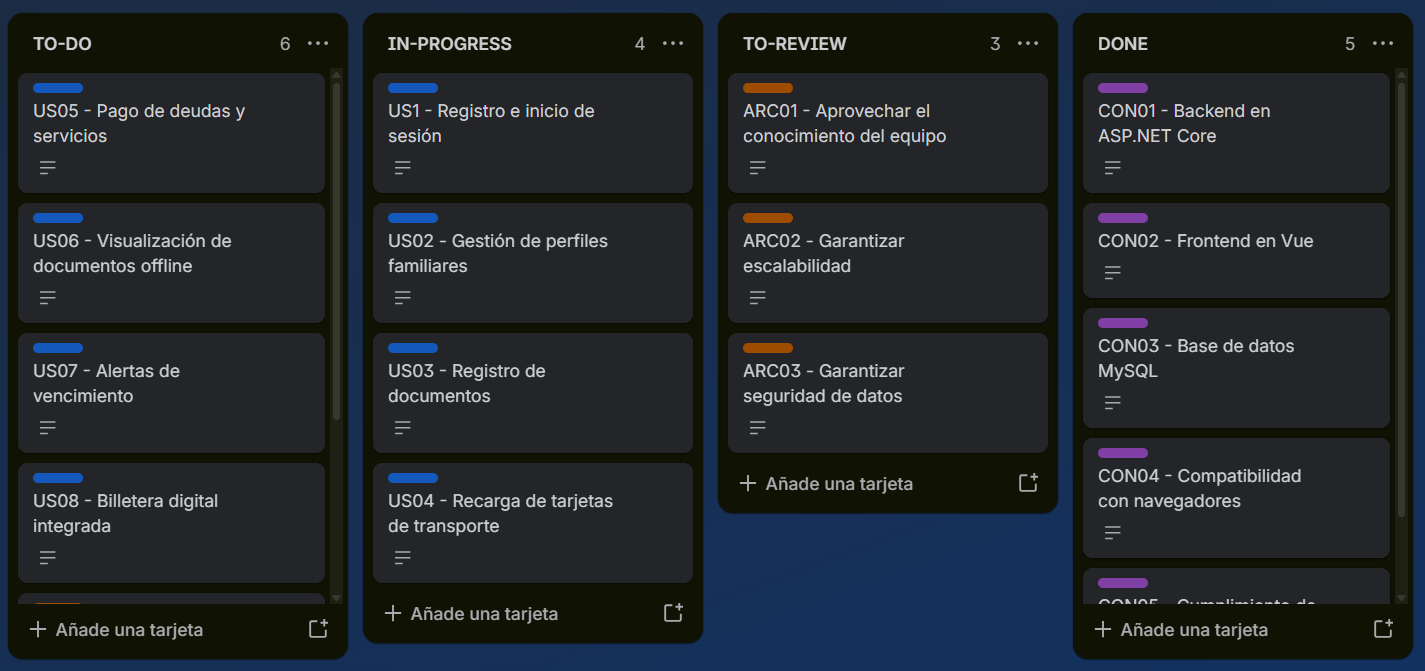 TO-DO 6
US05 - Pago de deudas y
servicios
US06 - Visualización de
documentos offline
US07 - Alertas de
vencimiento
US08 - Billetera digital
integrada
Añade una tarjeta
IN-PROGRESS 4
US1 - Registro e inicio de
sesión
US02 - Gestión de perfiles
familiares
US03 - Registro de
documentos
US04 - Recarga de tarjetas
de transporte
Añade una tarjeta
TO-REVIEW 3
ARC01 - Aprovechar el
conocimiento del equipo
ARC02 - Garantizar
escalabilidad
ARC03 - Garantizar
seguridad de datos
Añade una tarjeta
DONE 5
CON01 - Backend en
ASP.NET Core
CON02 - Frontend en Vue
CON03 - Base de datos
MySQL
CON04 - Compatibilidad
con navegadores
CON05 - Cumplimiento de
Añade una tarjeta